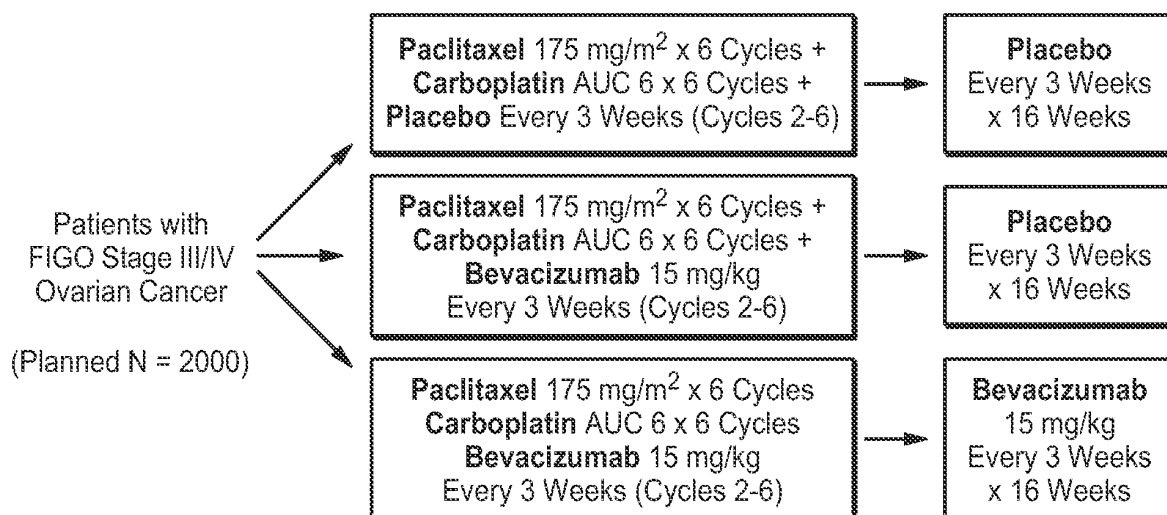 Patients with
FIGO Stage III/IV
Ovarian Cancer
(Planned N = 2000)
Paclitaxel 175 mg/m² x 6 Cycles +
Carboplatin AUC 6 x 6 Cycles +
Placebo Every 3 Weeks (Cycles 2-6)
Placebo
Every 3 Weeks
x 16 Weeks
Paclitaxel 175 mg/m² x 6 Cycles +
Carboplatin AUC 6 x 6 Cycles +
Bevacizumab 15 mg/kg
Every 3 Weeks (Cycles 2-6)
Placebo
Every 3 Weeks
x 16 Weeks
Paclitaxel 175 mg/m² x 6 Cycles
Carboplatin AUC 6 x 6 Cycles
Bevacizumab 15 mg/kg
Every 3 Weeks (Cycles 2-6)
Bevacizumab
15 mg/kg
Every 3 Weeks
x 16 Weeks